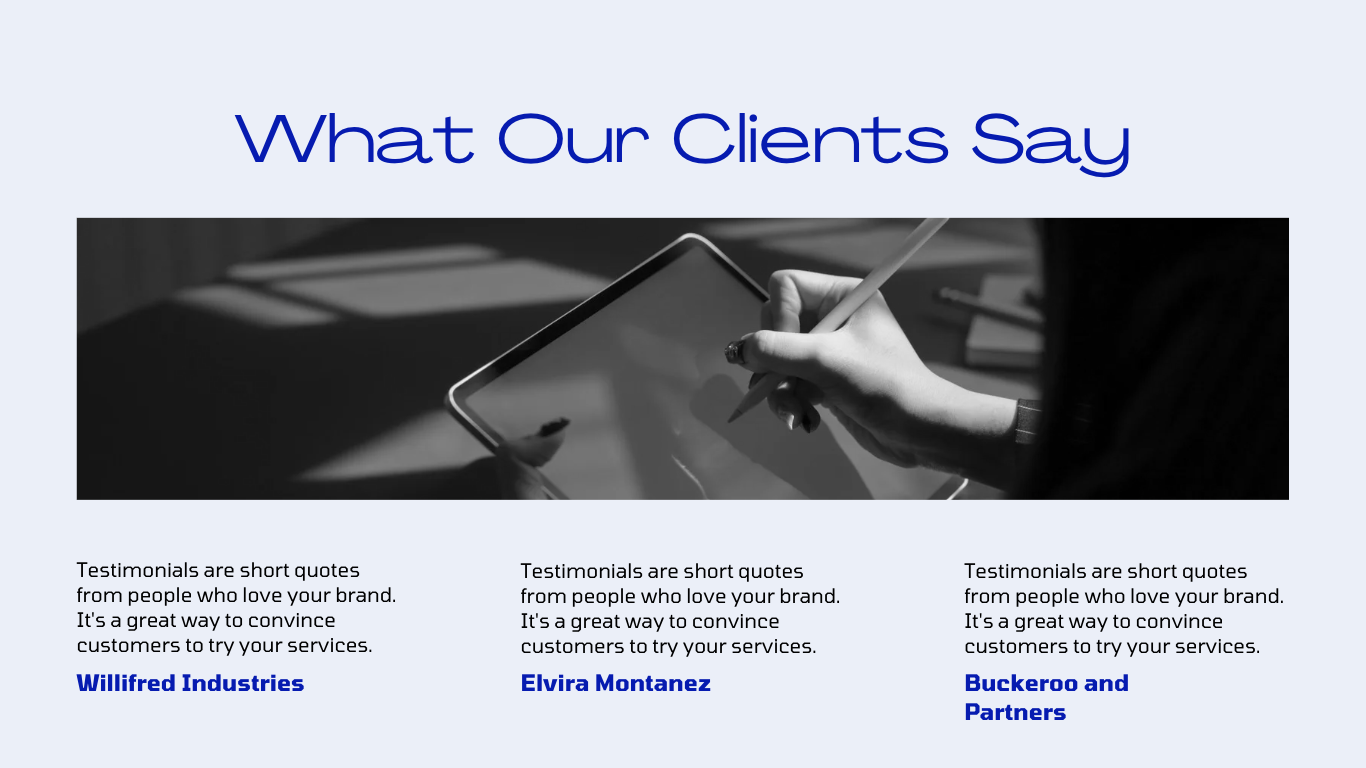 What Our Clients Say
Testimonials are short quotes
from people who love your brand.
It's a great way to convince
customers to try your services.
Willifred Industries
Testimonials are short quotes
from people who love your brand.
It's a great way to convince
customers to try your services.
Elvira Montanez
Testimonials are short quotes
from people who love your brand.
It's a great way to convince
customers to try your services.
Buckeroo and
Partners